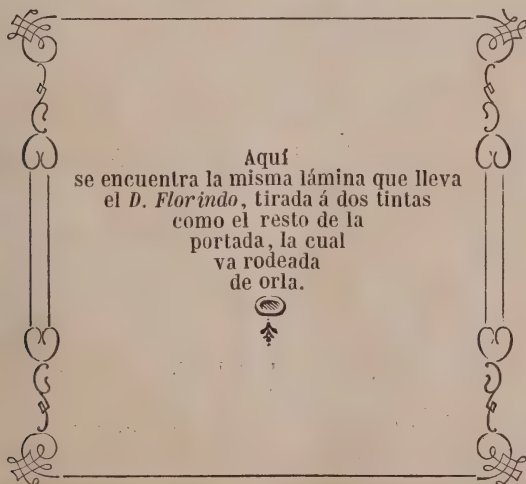 Aquí
se encuentra la misma lámina que lleva
el D. Florindo, tirada á dos tintas
como el resto de la
portada, la cual
va rodeada
de orla.